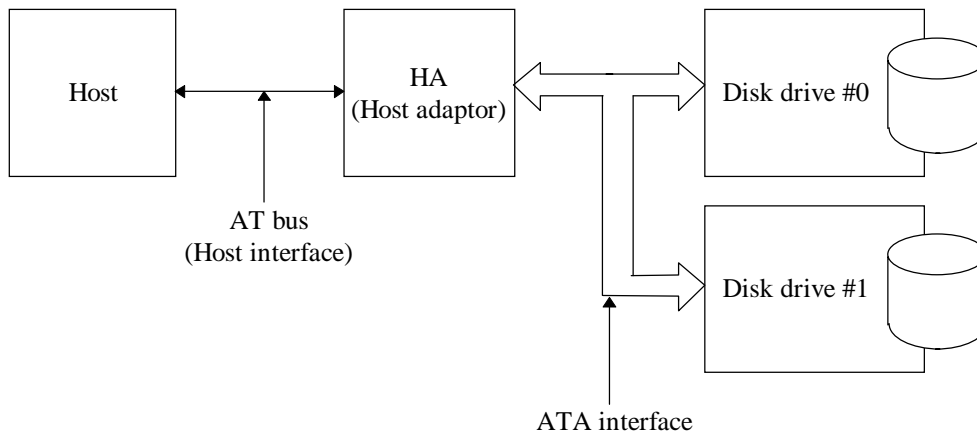 Host
HA
(Host adaptor)
Disk drive #0
AT bus
(Host interface)
Disk drive #1
ATA interface